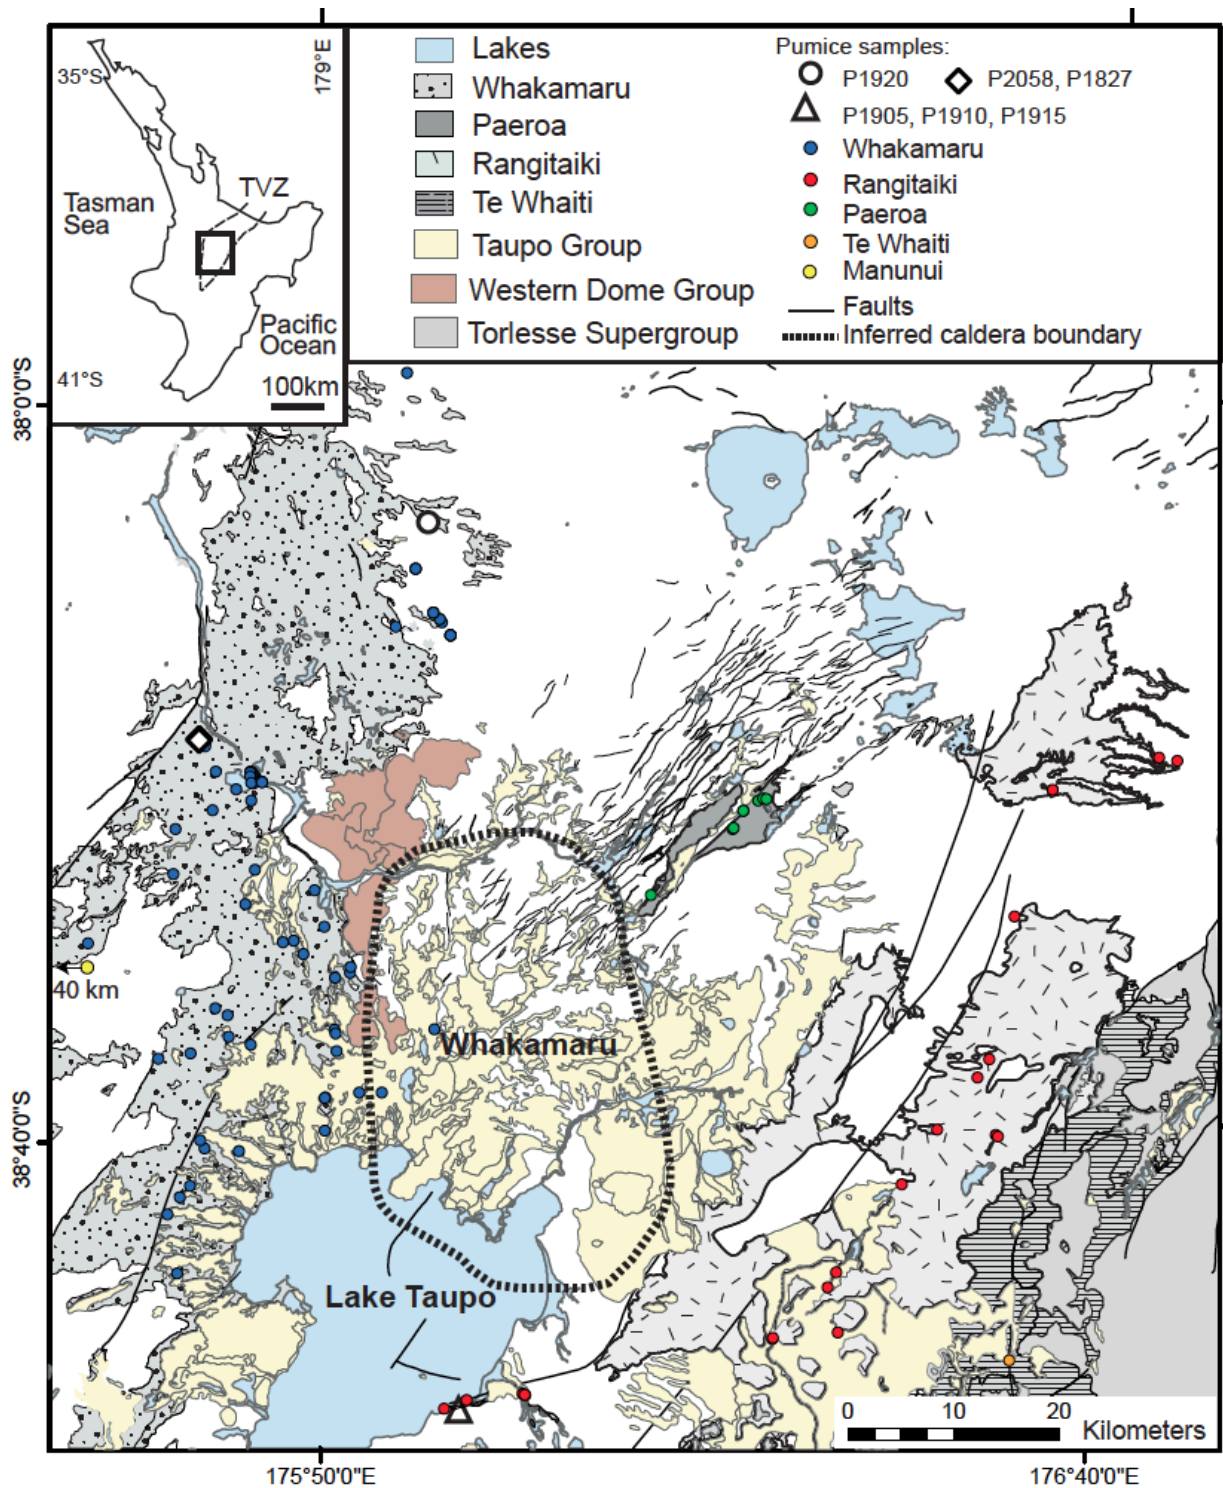 35°S
179°E
Tasman
Sea
TVZ
Pacific
Ocean
41°S
100km
Lakes
Whakamaru
Paeroa
Rangitaiki
Te Whaiti
Taupo Group
Western Dome Group
Torlesse Supergroup
Pumice samples:
P1920
P2058, P1827
P1905, P1910, P1915
Whakamaru
Rangitaiki
Paeroa
Te Whaiti
Manunui
Faults
Inferred caldera boundary
38°0'0"S
40 km
Whakamaru
38°40'0"S
Lake Taupo
0 10 20
Kilometers
175°50'0"E
176°40'0"E